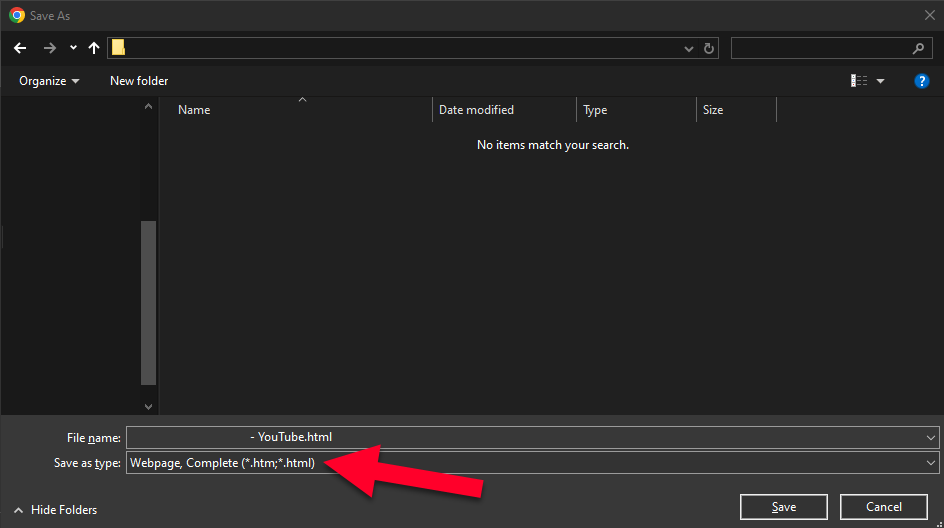 Save As
Organize
New folder
?
Name
Date modified
Type
Size
No items match your search.
File name:
- YouTube.html
Save as type:
Webpage, Complete (*.htm;*.html)
Hide Folders
Save
Cancel